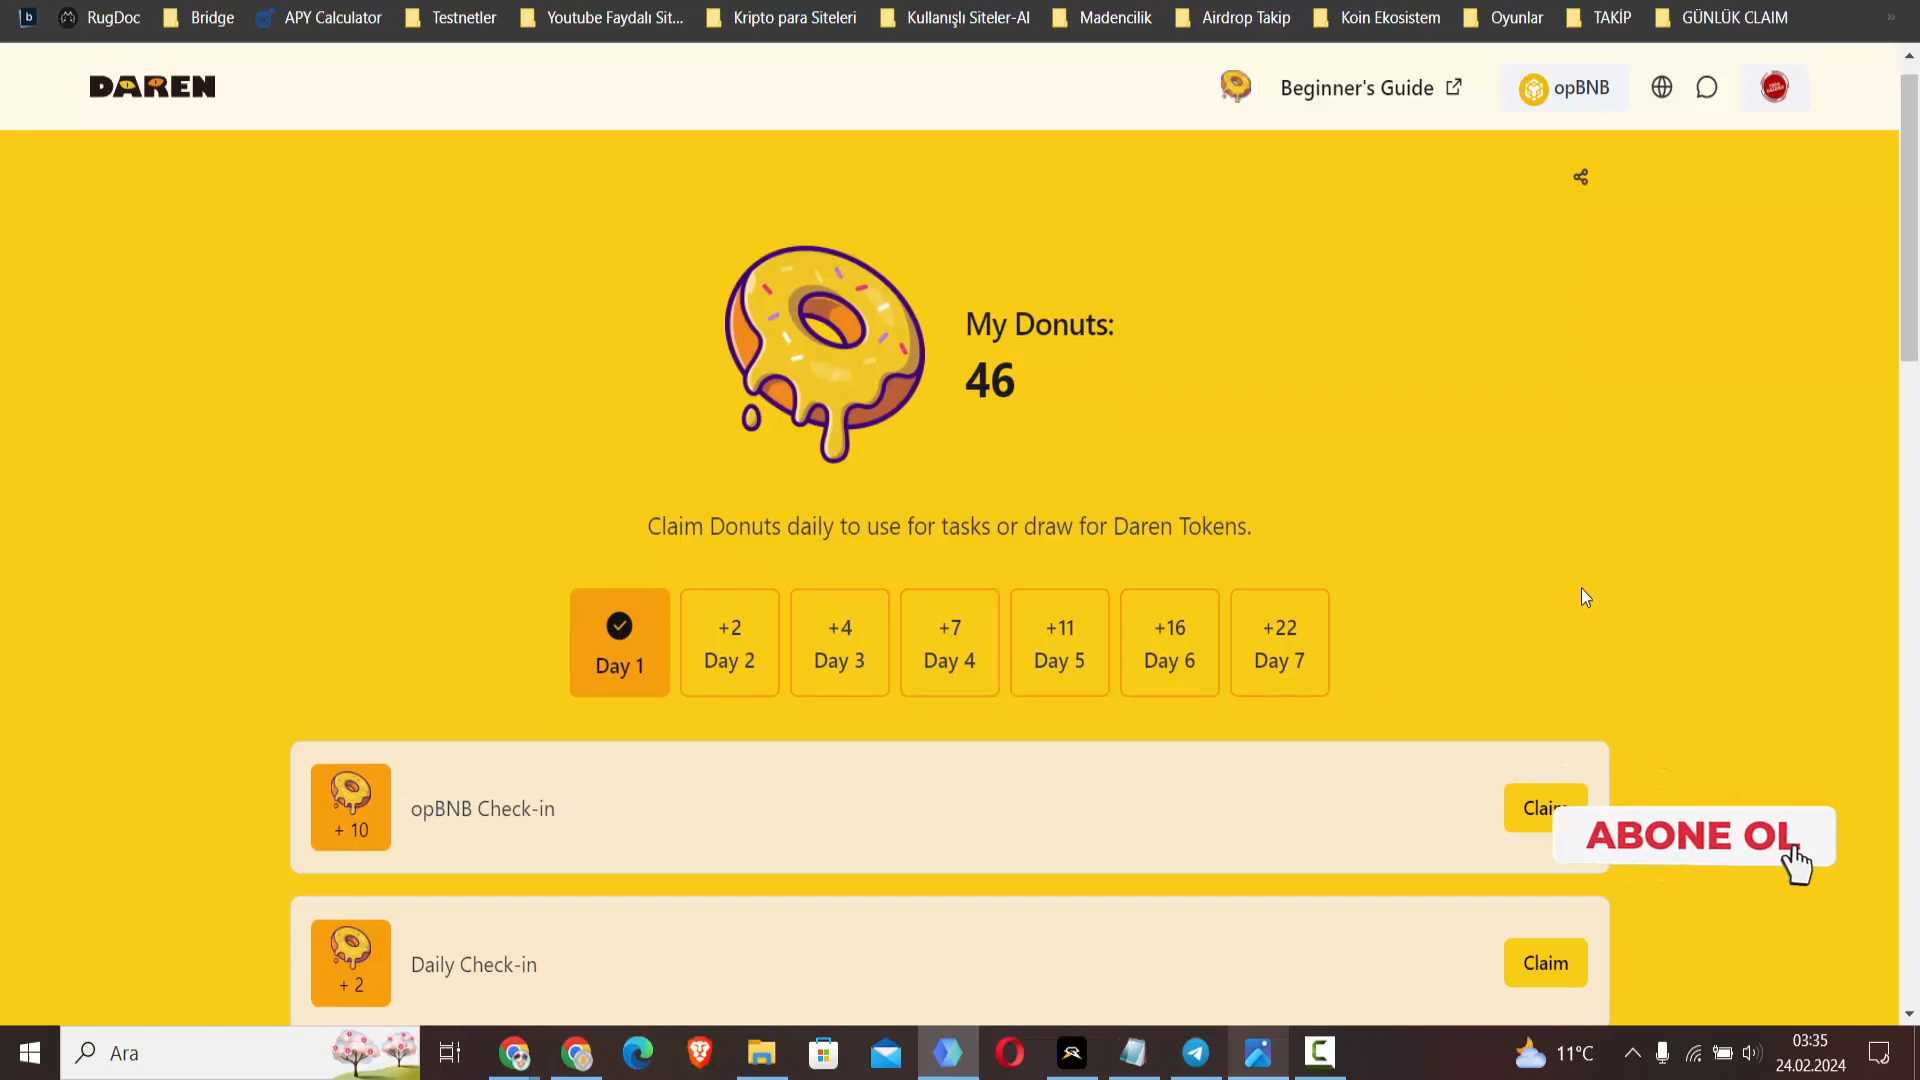 b RugDoc Bridge APY Calculator Testnetler Youtube Faydalı Sit... Kripto para Siteleri Kullanışlı Siteler-AI Madencilik Airdrop Takip Koin Ekosistem Oyunlar TAKİP GÜNLÜK CLAIM »
DAREN Beginner's Guide opBNB
My Donuts:
46
Claim Donuts daily to use for tasks or draw for Daren Tokens.
+2 +4 +7 +11 +16 +22
Day 1 Day 2 Day 3 Day 4 Day 5 Day 6 Day 7
+ 10 opBNB Check-in
ABONE OL
+ 2 Daily Check-in Claim
Ara 11°C 03:35
24.02.2024